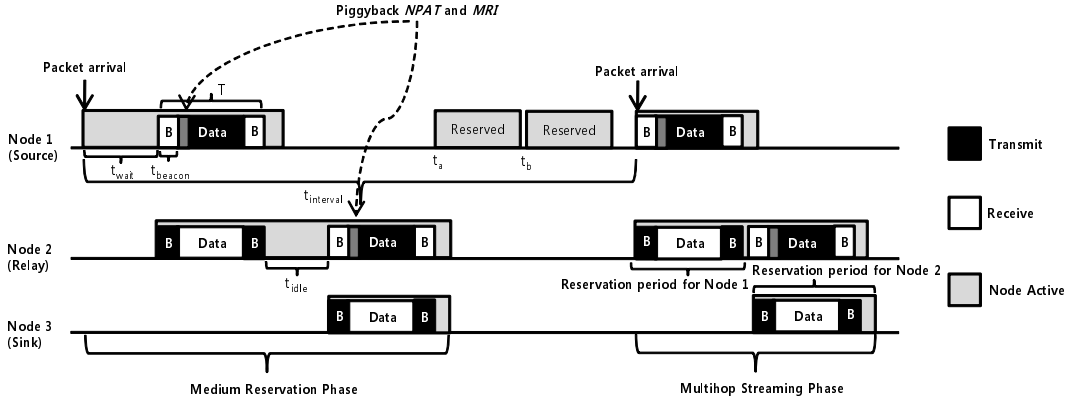 Piggyback NPAT and MRI
Packet arrival
Packet arrival
T
Node 1
(Source)
B
Data
B
Reserved
Reserved
B
Data
B
t_wait
t_beacon
t_a
t_b
t_interval
Transmit
Receive
Node Active
Node 2
(Relay)
B
Data
B
B
Data
B
B
Data
B
B
Data
B
t_idle
Reservation period for Node 1
Reservation period for Node 2
Node 3
(Sink)
B
Data
B
B
Data
B
Medium Reservation Phase
Multihop Streaming Phase